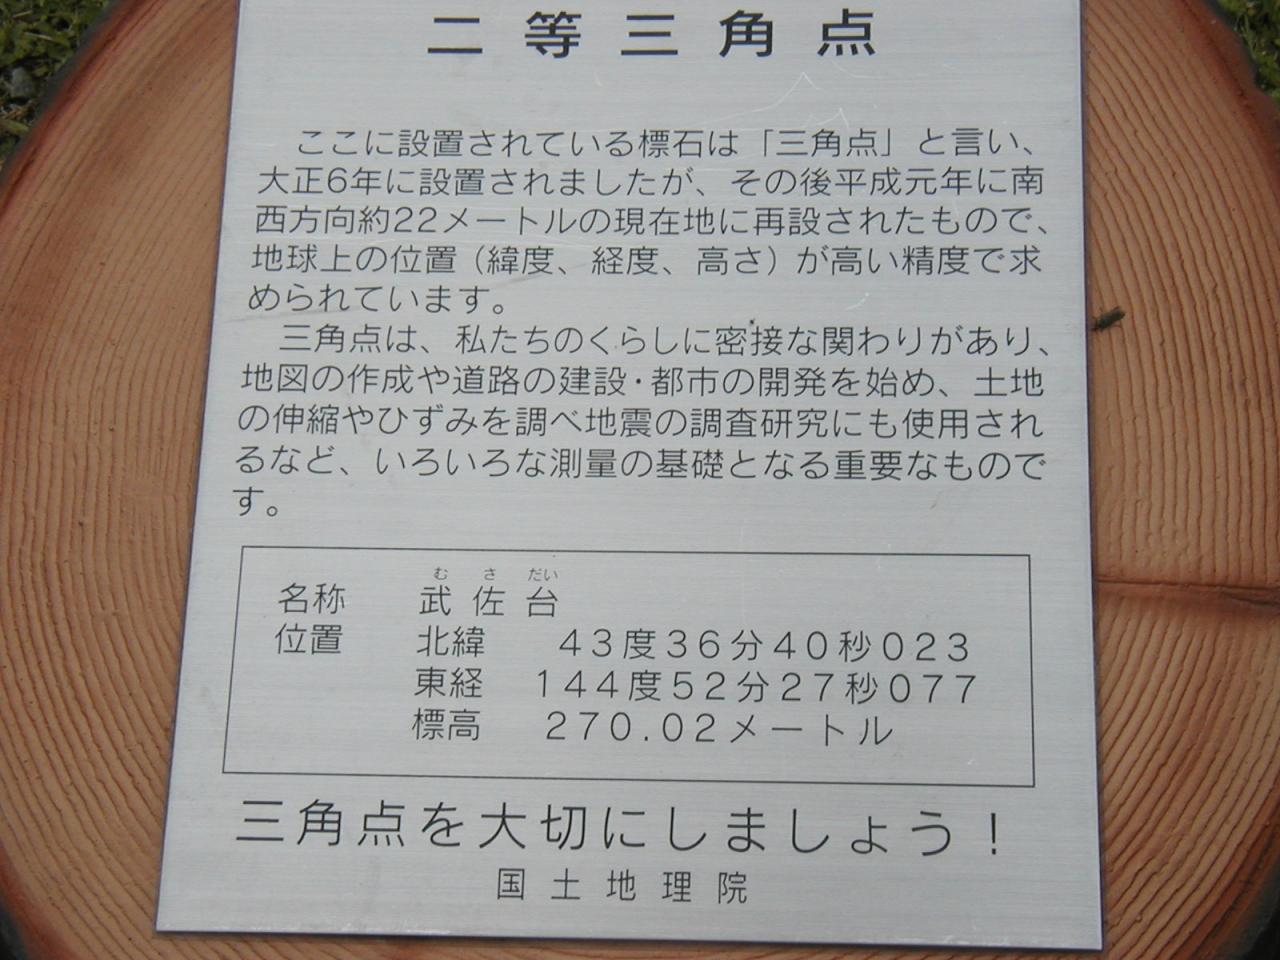 二等三角点
ここに設置されている標石は「三角点」と言い、
大正6年に設置されましたが、その後平成元年に南
西方向約22メートルの現在地に再設されたもので、
地球上の位置（緯度、経度、高さ）が高い精度で求
められています。
三角点は、私たちのくらしに密接な関わりがあり、
地図の作成や道路の建設・都市の開発を始め、土地
の伸縮やひずみを調べ地震の調査研究にも使用され
るなど、いろいろな測量の基礎となる重要なもので
す。
むさだい
名称 武佐台
位置 北緯 43度36分40秒023
東経 144度52分27秒077
標高 270.02メートル
三角点を大切にしましょう！
国土地理院